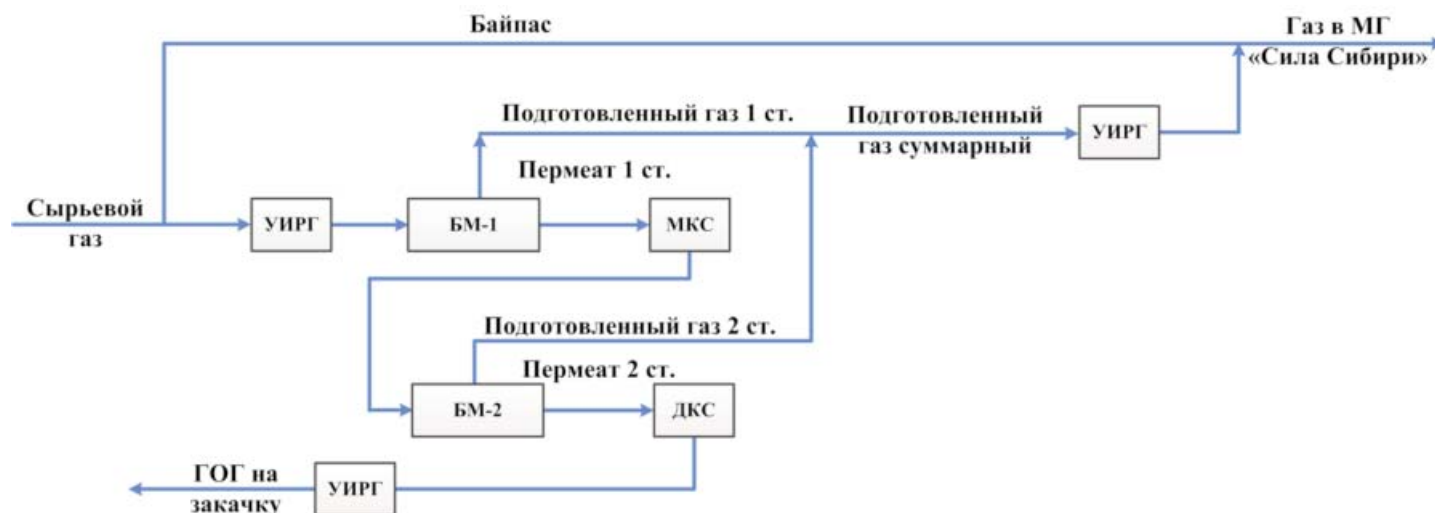 Байпас
Газ в МГ
«Сила Сибири»
Подготовленный газ 1 ст.
Подготовленный
газ суммарный
УИРГ
Пермеат 1 ст.
Сырьевой
газ
УИРГ
БМ-1
МКС
Подготовленный газ 2 ст.
Пермеат 2 ст.
БМ-2
ДКС
ГОГ на
закачку
УИРГ